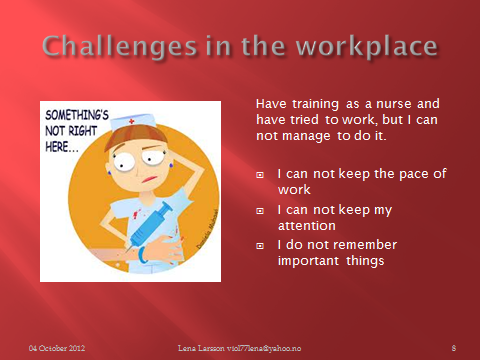 Challenges in the workplace
SOMETHING'S
NOT RIGHT
HERE...
Have training as a nurse and
have tried to work, but I can
not manage to do it.
I can not keep the pace of
work
I can not keep my
attention
I do not remember
important things
04 October 2012
Lena Larsson viol77lena@yahoo.no
8